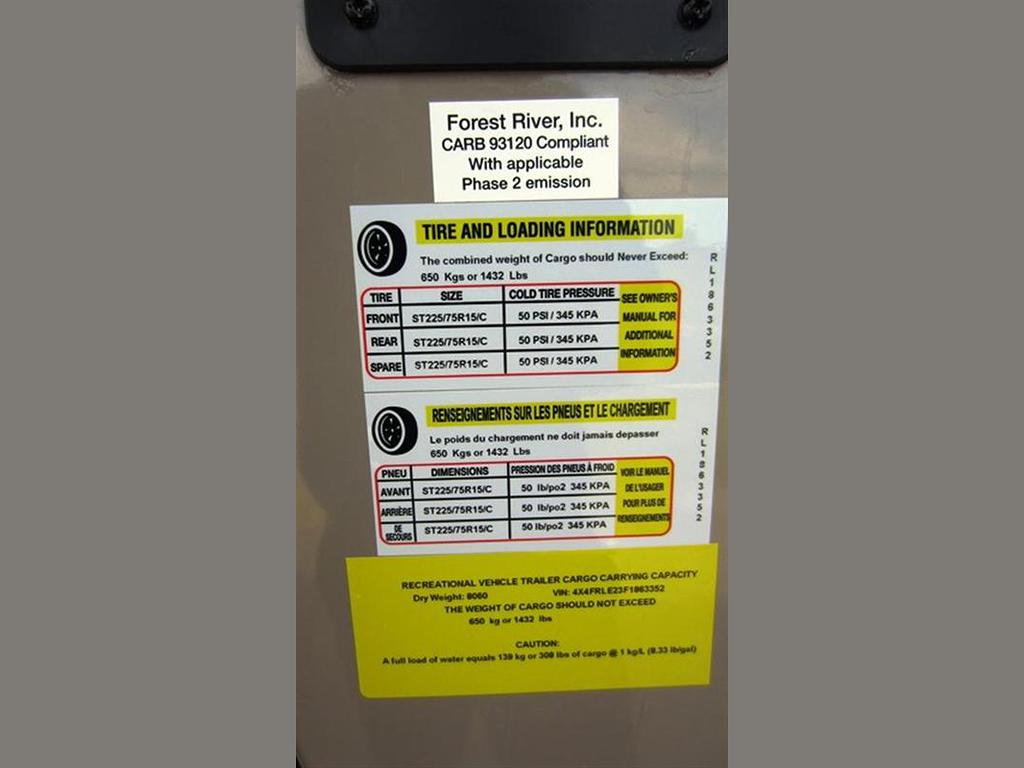 Forest River, Inc.
CARB 93120 Compliant
With applicable
Phase 2 emission
TIRE AND LOADING INFORMATION
The combined weight of Cargo should Never Exceed:
650 Kgs or 1432 Lbs
TIRE SIZE COLD TIRE PRESSURE SEE OWNER'S MANUAL FOR ADDITIONAL INFORMATION
FRONT ST225/75R15/C 50 PSI / 345 KPA
REAR ST225/75R15/C 50 PSI / 345 KPA
SPARE ST225/75R15/C 50 PSI / 345 KPA
RL1863352
RENSEIGNEMENTS SUR LES PNEUS ET LE CHARGEMENT
Le poids du chargement ne doit jamais depasser
650 Kgs or 1432 Lbs
PNEU DIMENSIONS PRESSION DES PNEUS À FROID VOIR LE MANUEL DE L'USAGER POUR PLUS DE RENSEIGNEMENTS
AVANT ST225/75R15/C 50 lb/po2 345 KPA
ARRIÈRE ST225/75R15/C 50 lb/po2 345 KPA
DE SECOURS ST225/75R15/C 50 lb/po2 345 KPA
RL1863352
RECREATIONAL VEHICLE TRAILER CARGO CARRYING CAPACITY
Dry Weight: 8060 VIN: 4X4FRLE23F1863352
THE WEIGHT OF CARGO SHOULD NOT EXCEED
650 kg or 1432 lbs
CAUTION:
A full load of water equals 139 kg or 308 lbs of cargo @ 1 kg/L (8.33 lb/gal)